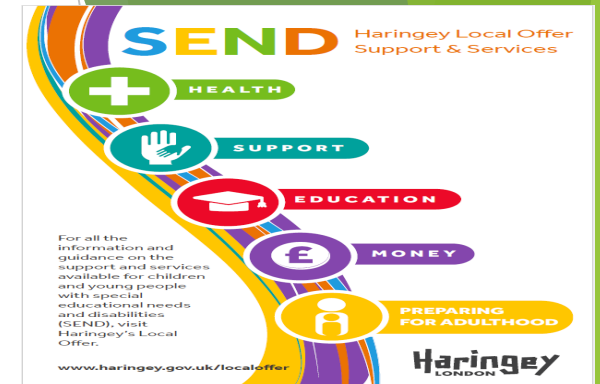 SEND
Haringey Local Offer
Support & Services
HEALTH
SUPPORT
EDUCATION
£
MONEY
PREPARING
FOR ADULTHOOD
For all the
information and
guidance on the
support and services
available for children
and young people
with special
educational needs
and disabilities
(SEND), visit
Haringey's Local
Offer.
www.haringey.gov.uk/localoffer
Haringey
LONDON